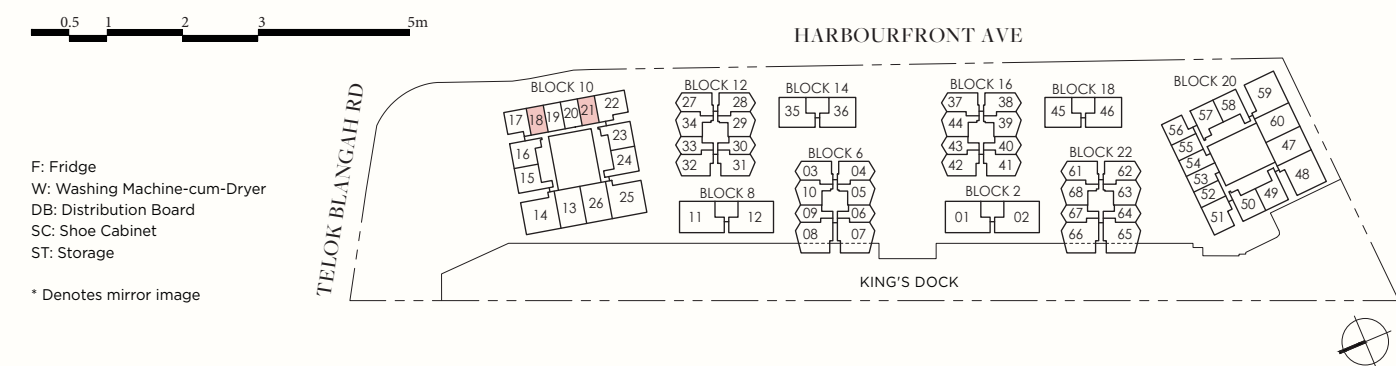 0.5 1 2 3 5m
HARBOURFRONT AVE
TELOK BLANGAH RD
F: Fridge
W: Washing Machine-cum-Dryer
DB: Distribution Board
SC: Shoe Cabinet
ST: Storage
* Denotes mirror image
BLOCK 10
17 18 19 20 21 22
16 23
15 24
14 13 26 25
BLOCK 12
27 28
34 29
33 30
32 31
BLOCK 14
35 36
BLOCK 8
11 12
BLOCK 6
03 04
10 05
09 06
08 07
BLOCK 16
37 38
44 39
43 40
42 41
BLOCK 18
45 46
BLOCK 2
01 02
BLOCK 22
61 62
68 63
67 64
66 65
BLOCK 20
56 57 58 59
55 60
54 47
53 48
52 49
51 50
KING'S DOCK